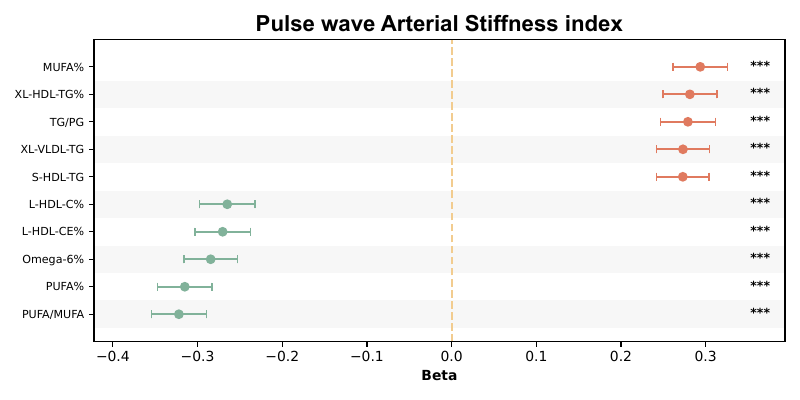 Pulse wave Arterial Stiffness index
MUFA% ***
XL-HDL-TG% ***
TG/PG ***
XL-VLDL-TG ***
S-HDL-TG ***
L-HDL-C% ***
L-HDL-CE% ***
Omega-6% ***
PUFA% ***
PUFA/MUFA ***
−0.4 −0.3 −0.2 −0.1 0.0 0.1 0.2 0.3
Beta